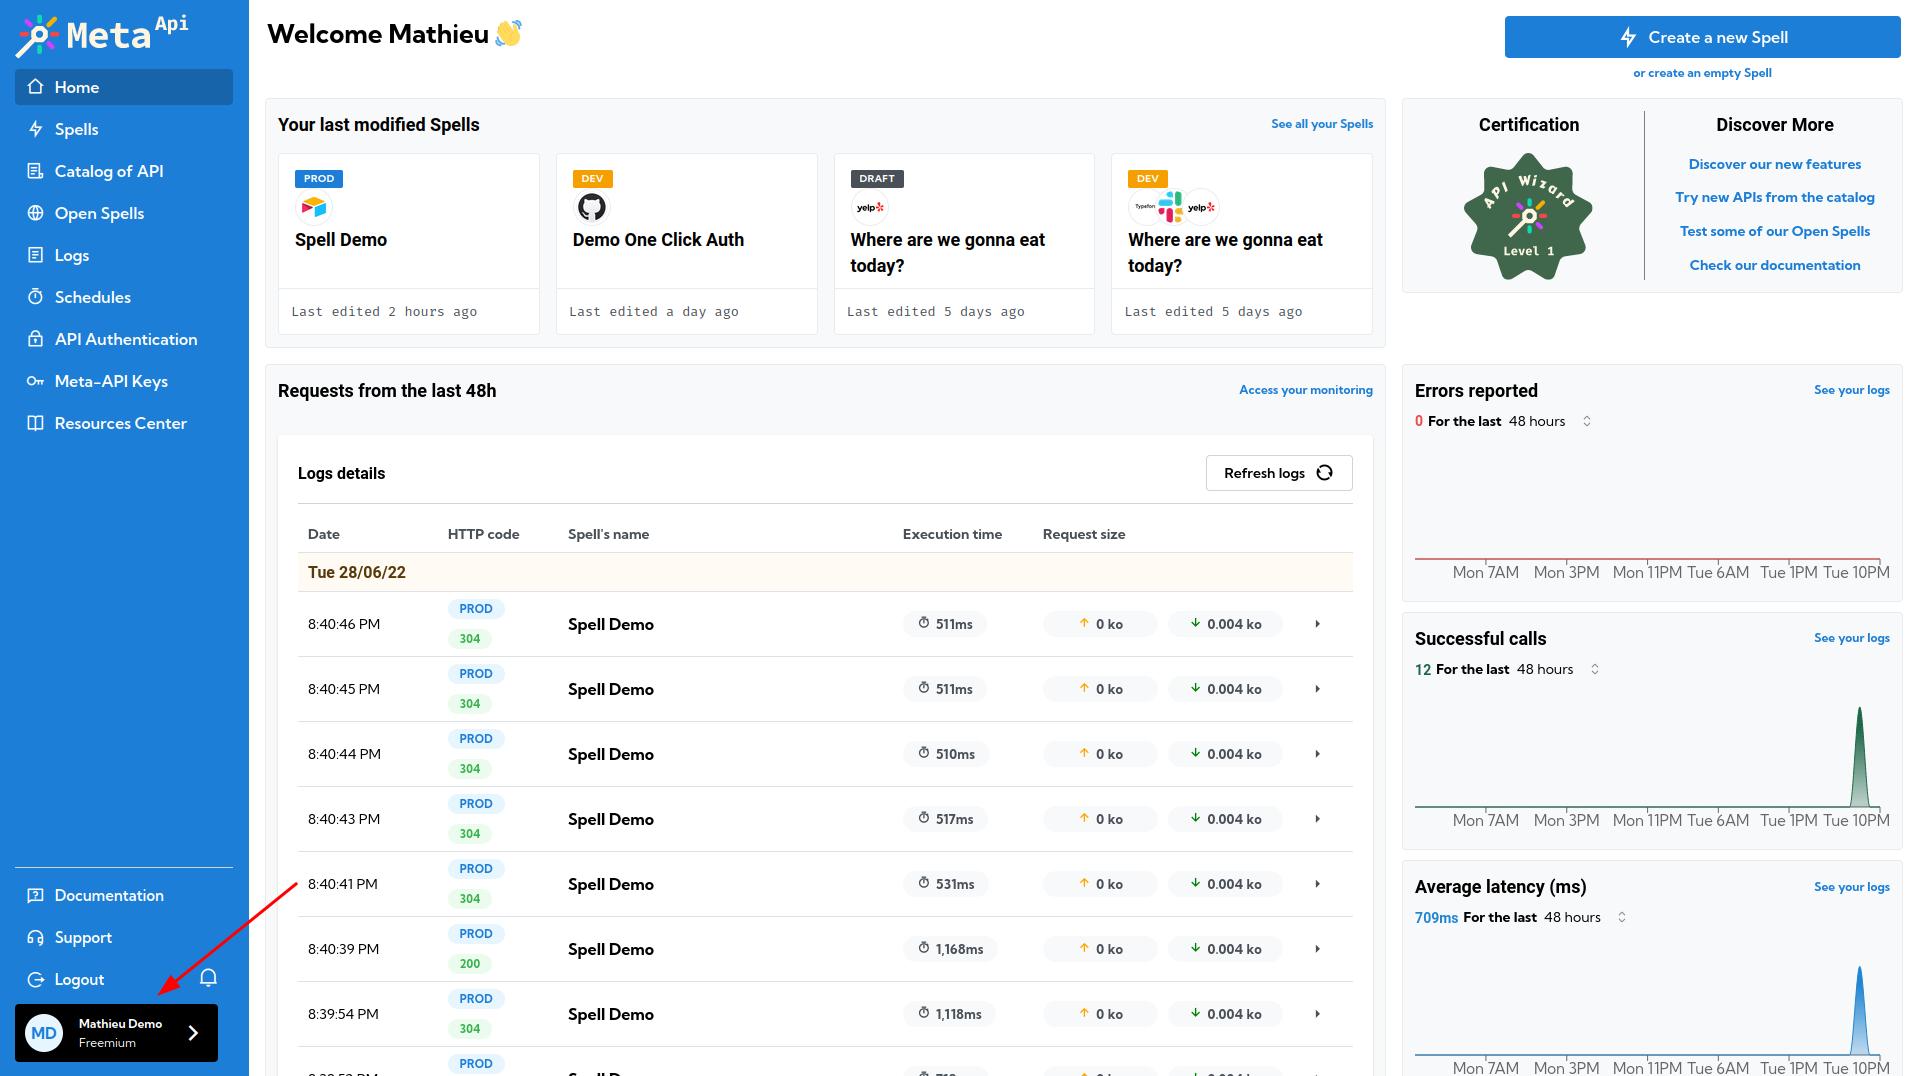 Meta Api
Home
Spells
Catalog of API
Open Spells
Logs
Schedules
API Authentication
Meta-API Keys
Resources Center
Documentation
Support
Logout
MD
Mathieu Demo
Freemium
Welcome Mathieu
Create a new Spell
or create an empty Spell
Your last modified Spells
See all your Spells
PROD
Spell Demo
Last edited 2 hours ago
DEV
Demo One Click Auth
Last edited a day ago
DRAFT
yelp
Where are we gonna eat
today?
Last edited 5 days ago
DEV
Typeform
yelp
Where are we gonna eat
today?
Last edited 5 days ago
Certification
API Wizard
Level 1
Discover More
Discover our new features
Try new APIs from the catalog
Test some of our Open Spells
Check our documentation
Requests from the last 48h
Access your monitoring
Logs details
Refresh logs
Date HTTP code Spell's name Execution time Request size
Tue 28/06/22
PROD
8:40:46 PM Spell Demo 511ms 0 ko 0.004 ko
304
PROD
8:40:45 PM Spell Demo 511ms 0 ko 0.004 ko
304
PROD
8:40:44 PM Spell Demo 510ms 0 ko 0.004 ko
304
PROD
8:40:43 PM Spell Demo 517ms 0 ko 0.004 ko
304
PROD
8:40:41 PM Spell Demo 531ms 0 ko 0.004 ko
304
PROD
8:40:39 PM Spell Demo 1,168ms 0 ko 0.004 ko
200
PROD
8:39:54 PM Spell Demo 1,118ms 0 ko 0.004 ko
304
PROD
Errors reported
See your logs
0 For the last 48 hours
Mon 7AM Mon 3PM Mon 11PM Tue 6AM Tue 1PM Tue 10PM
Successful calls
See your logs
12 For the last 48 hours
Mon 7AM Mon 3PM Mon 11PM Tue 6AM Tue 1PM Tue 10PM
Average latency (ms)
See your logs
709ms For the last 48 hours
Mon 7AM Mon 3PM Mon 11PM Tue 6AM Tue 1PM Tue 10PM